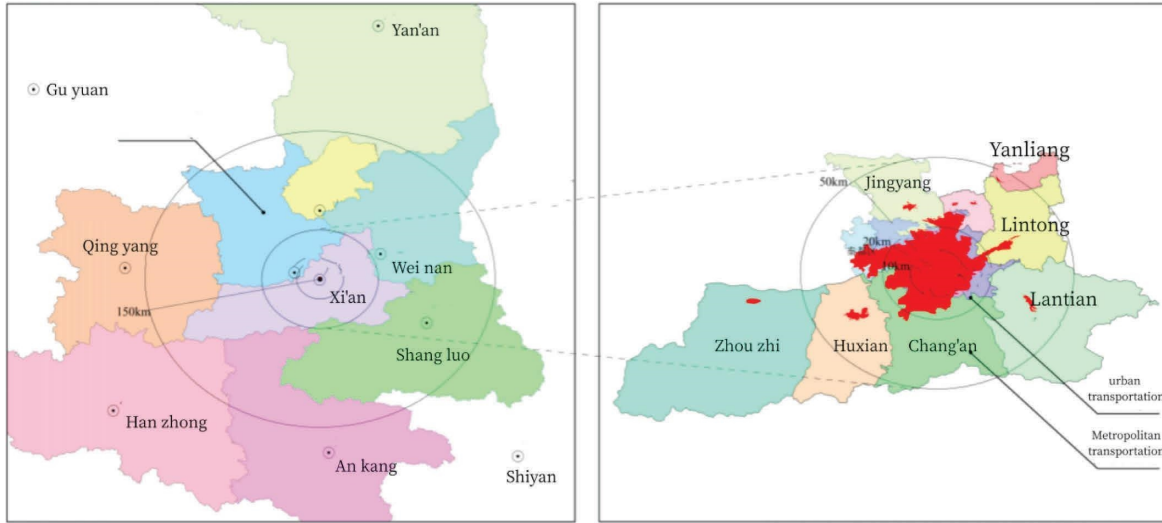 Yan'an
Gu yuan
Qing yang
Wei nan
Xi'an
150km
Shang luo
Han zhong
An kang
Shiyan
Yanliang
50km
Jingyang
Lintong
20km
10km
Lantian
Zhou zhi
Huxian
Chang'an
urban
transportation
Metropolitan
transportation